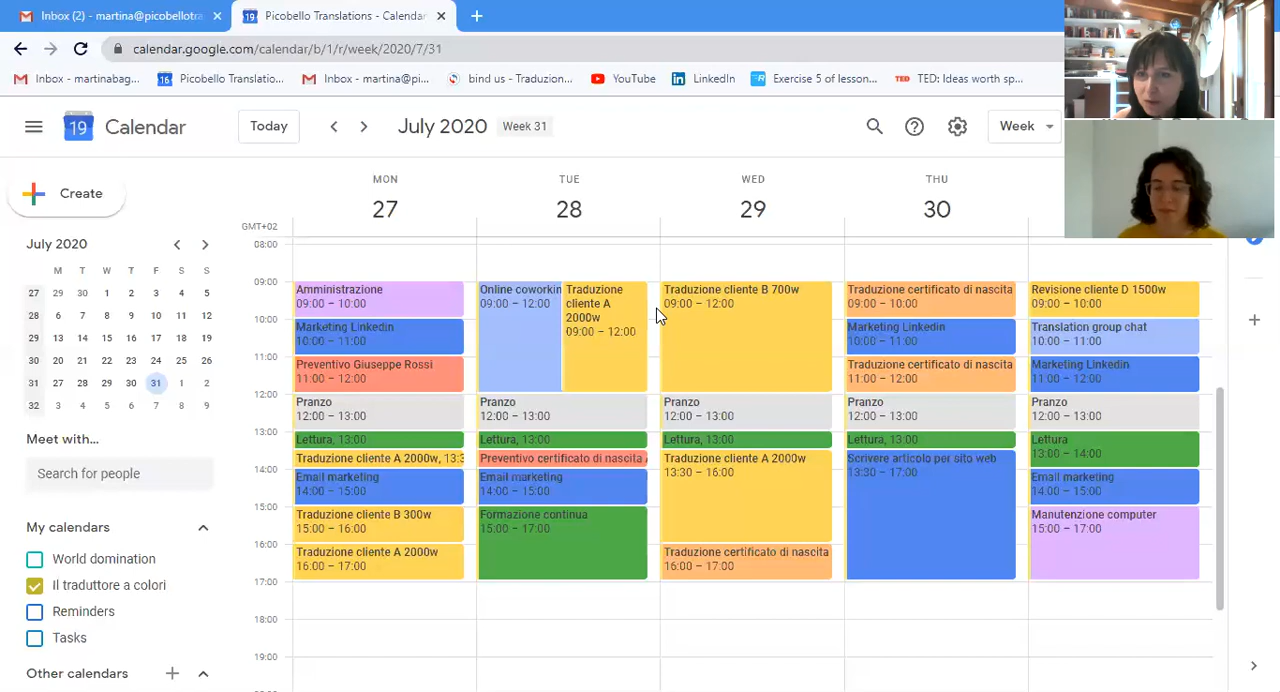 Inbox (2) - martina@picobellotra
Picobello Translations - Calendar
calendar.google.com/calendar/b/1/r/week/2020/7/31
Inbox - martinabag...
Picobello Translatio...
Inbox - martina@pi...
bind us - Traduzion...
YouTube
LinkedIn
Exercise 5 of lesson...
TED: Ideas worth sp...
19
Calendar
Today
July 2020
Week 31
Week
Create
MON
TUE
WED
THU
27
28
29
30
GMT+02
July 2020
M T W T F S S
27 29 30 1 2 3 4 5
28 6 7 8 9 10 11 12
29 13 14 15 16 17 18 19
30 20 21 22 23 24 25 26
31 27 28 29 30 31 1 2
32 3 4 5 6 7 8 9
Meet with...
Search for people
My calendars
World domination
Il traduttore a colori
Reminders
Tasks
Other calendars
08:00
09:00
10:00
11:00
12:00
13:00
14:00
15:00
16:00
17:00
18:00
19:00
Amministrazione
09:00 – 10:00
Marketing Linkedin
10:00 – 11:00
Preventivo Giuseppe Rossi
11:00 – 12:00
Pranzo
12:00 – 13:00
Lettura, 13:00
Traduzione cliente A 2000w, 13:3
Email marketing
14:00 – 15:00
Traduzione cliente B 300w
15:00 – 16:00
Traduzione cliente A 2000w
16:00 – 17:00
Online coworkin
09:00 – 12:00
Traduzione
cliente A
2000w
09:00 – 12:00
Pranzo
12:00 – 13:00
Lettura, 13:00
Preventivo certificato di nascita
Email marketing
14:00 – 15:00
Formazione continua
15:00 – 17:00
Traduzione cliente B 700w
09:00 – 12:00
Pranzo
12:00 – 13:00
Lettura, 13:00
Traduzione cliente A 2000w
13:30 – 16:00
Traduzione certificato di nascita
16:00 – 17:00
Traduzione certificato di nascita
09:00 – 10:00
Marketing Linkedin
10:00 – 11:00
Traduzione certificato di nascita
11:00 – 12:00
Pranzo
12:00 – 13:00
Lettura, 13:00
Scrivere articolo per sito web
13:30 – 17:00
Revisione cliente D 1500w
09:00 – 10:00
Translation group chat
10:00 – 11:00
Marketing Linkedin
11:00 – 12:00
Pranzo
12:00 – 13:00
Lettura
13:00 – 14:00
Email marketing
14:00 – 15:00
Manutenzione computer
15:00 – 17:00